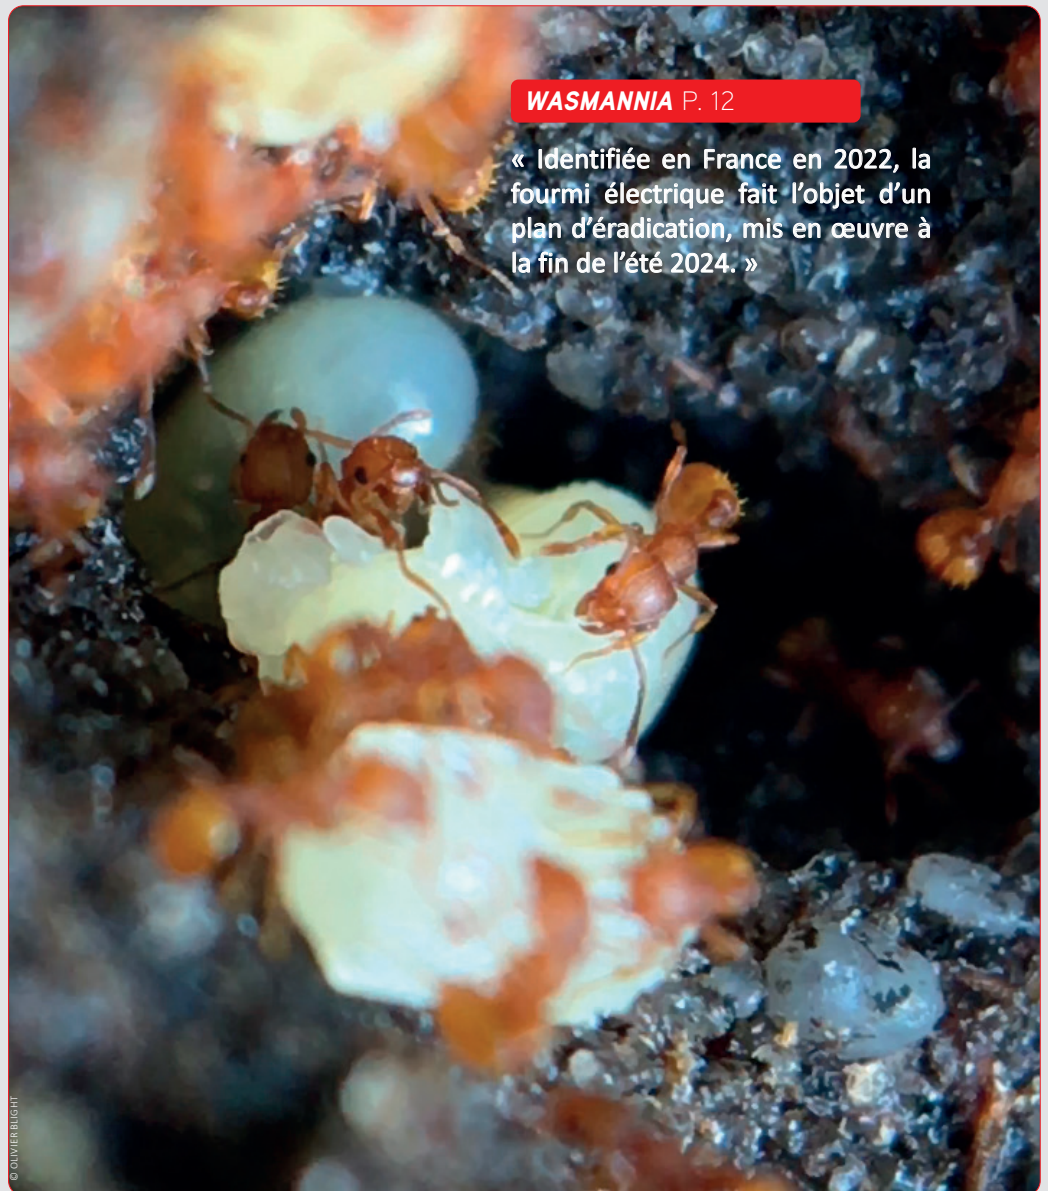 WASMANNIA P. 12
« Identifiée en France en 2022, la
fourmi électrique fait l’objet d’un
plan d’éradication, mis en œuvre à
la fin de l’été 2024. »
© OLIVIER BLIGHT